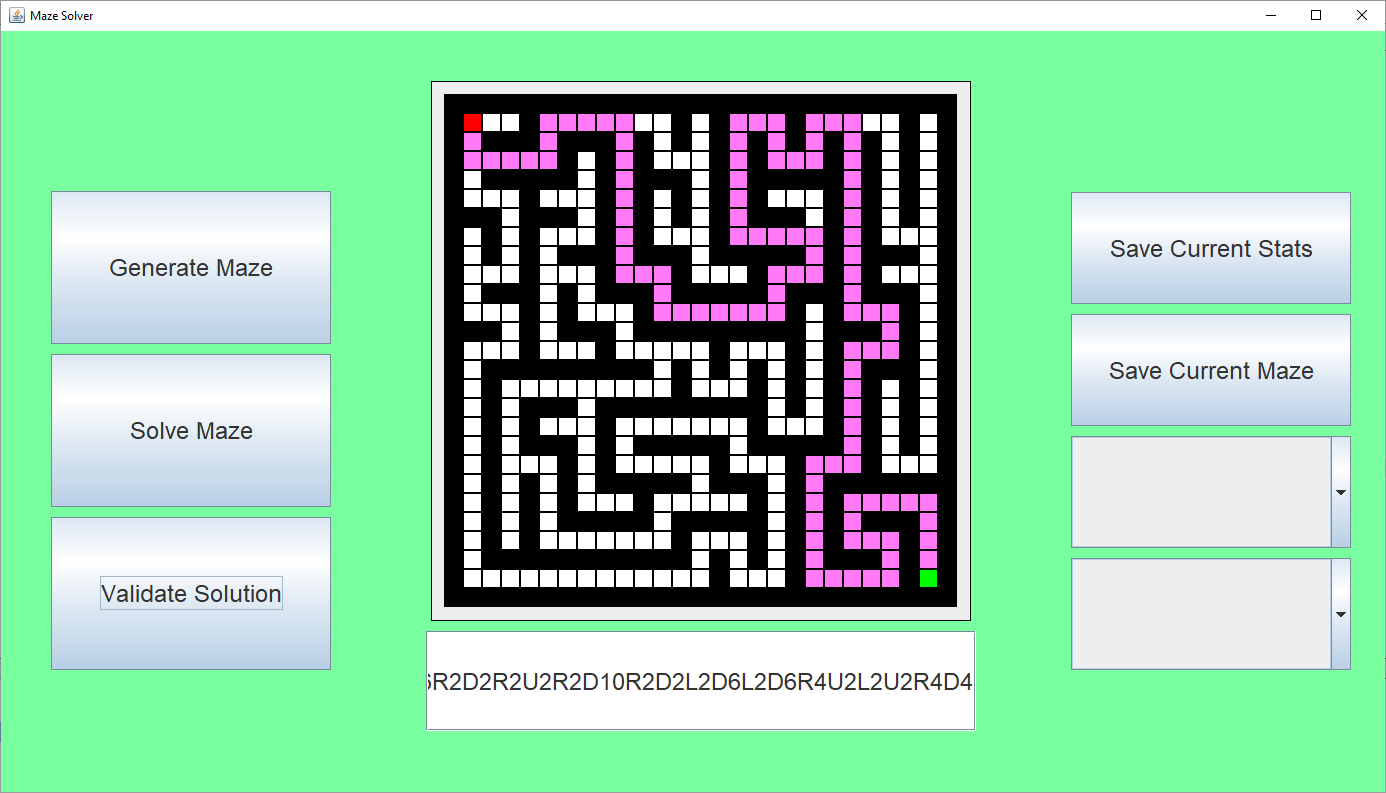 Maze Solver
Generate Maze
Solve Maze
Validate Solution
R2D2R2U2R2D10R2D2L2D6L2D6R4U2L2U2R4D4
Save Current Stats
Save Current Maze